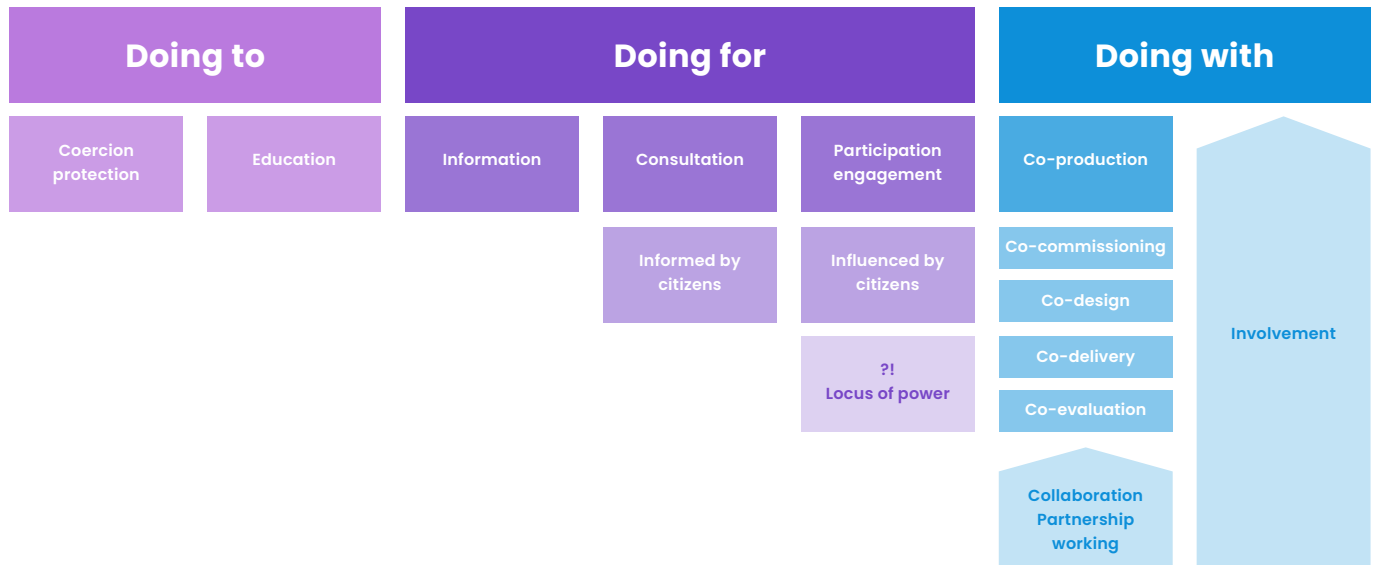 Doing to
Doing for
Doing with
Coercion
protection
Education
Information
Consultation
Participation
engagement
Co-production
Informed by
citizens
Influenced by
citizens
Co-commissioning
Co-design
?!
Locus of power
Co-delivery
Co-evaluation
Involvement
Collaboration
Partnership
working